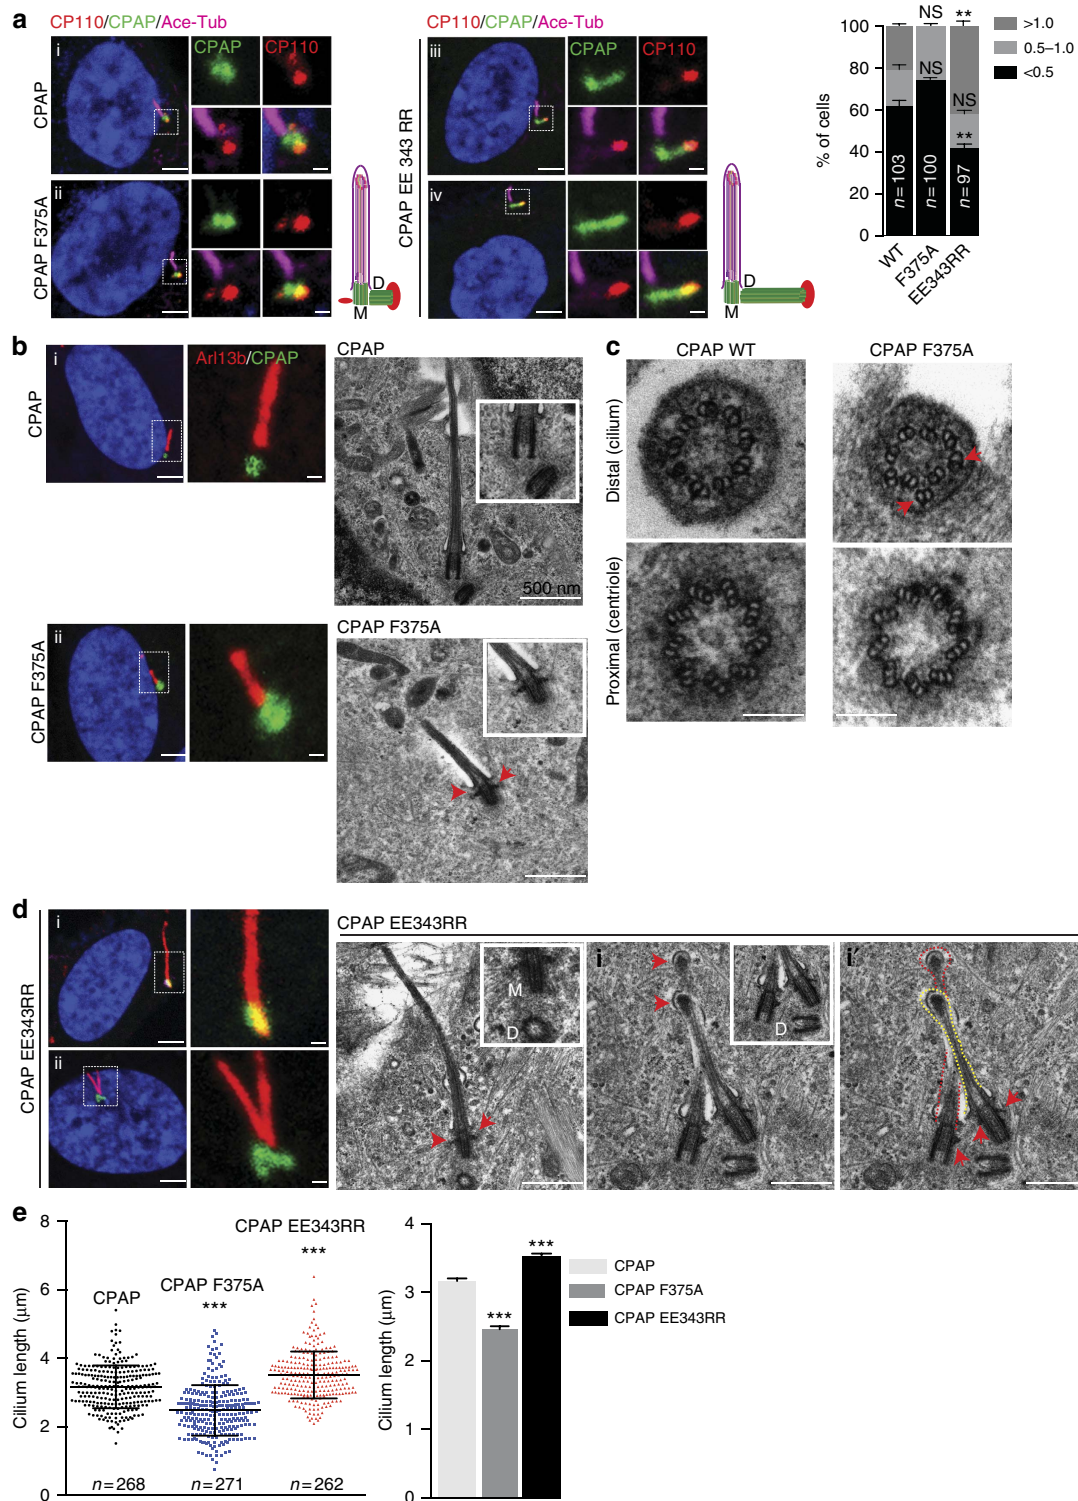 a
CP110/CPAP/Ace-Tub
CPAP
i
CPAP
CP110
CPAP F375A
ii
D
M
CPAP EE 343 RR
iii
CPAP
CP110
iv
D
M
>1.0
0.5–1.0
<0.5
% of cells
100
80
60
40
20
0
**
NS
NS
NS
**
n = 103
n = 100
n = 97
WT
F375A
EE343RR
b
CPAP
i
Arl13b/CPAP
CPAP
500 nm
CPAP F375A
ii
CPAP F375A
c
CPAP WT
CPAP F375A
Distal (cilium)
Proximal (centriole)
d
CPAP EE343RR
i
ii
CPAP EE343RR
M
D
i
D
i
e
Cilium length (μm)
8
6
4
2
0
CPAP
CPAP F375A
***
CPAP EE343RR
***
n=268
n=271
n=262
Cilium length (μm)
4
3
2
1
0
***
***
CPAP
CPAP F375A
CPAP EE343RR